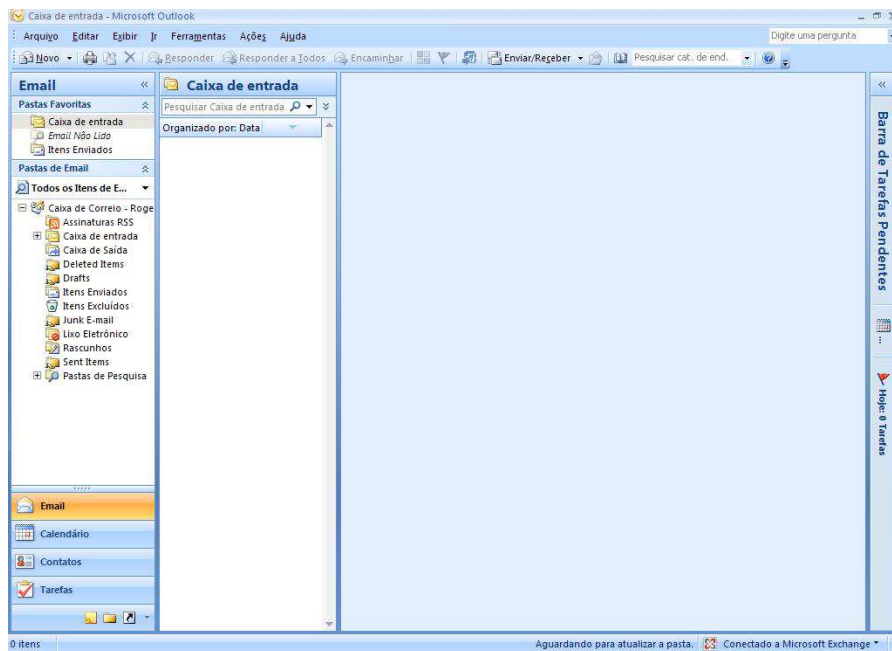 Caixa de entrada - Microsoft Outlook
Arquivo Editar Exibir Ir Ferramentas Ações Ajuda
Digite uma pergunta
Novo Responder Responder a Todos Encaminhar Enviar/Receber Pesquisar cat. de end.
Email
Pastas Favoritas
Caixa de entrada
Email Não Lido
Itens Enviados
Pastas de Email
Todos os Itens de E...
Caixa de Correio - Roge
Assinaturas RSS
Caixa de entrada
Caixa de Saída
Deleted Items
Drafts
Itens Enviados
Itens Excluídos
Junk E-mail
Lixo Eletrônico
Rascunhos
Sent Items
Pastas de Pesquisa
Email
Calendário
Contatos
Tarefas
Caixa de entrada
Pesquisar Caixa de entrada
Organizado por: Data
Barra de Tarefas Pendentes
Hoje: 0 Tarefas
0 itens
Aguardando para atualizar a pasta. Conectado a Microsoft Exchange